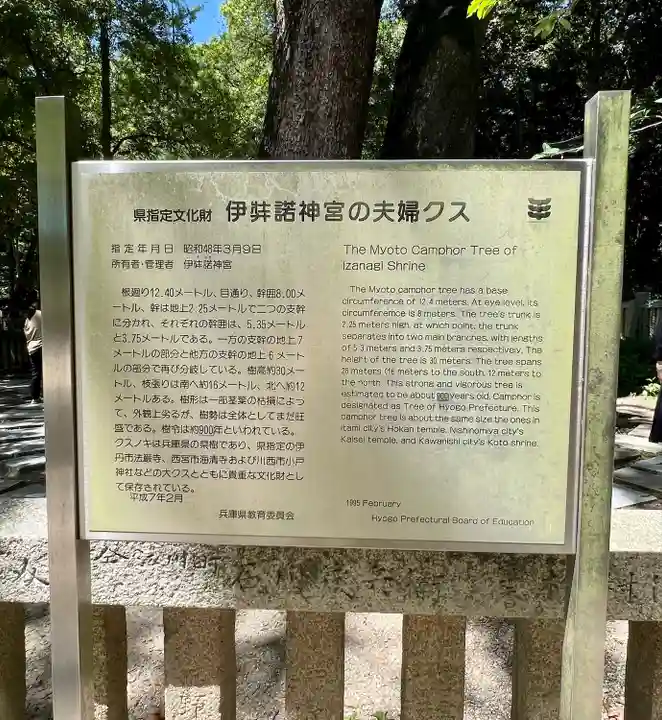 県指定文化財 伊弉諾神宮の夫婦クス
指定年月日 昭和48年3月9日
所有者・管理者 伊弉諾神宮
根廻り12.40メートル、目通り、幹囲8.00メ
ートル、幹は地上2.25メートルで二つの支幹
に分かれ、それぞれの幹囲は、5.35メートル
と3.75メートルである。一方の支幹の地上7
メートルの部分と他方の支幹の地上6メート
ルの部分で再び分岐している。樹高約30メー
トル、枝張りは南へ約16メートル、北へ約12
メートルある。樹形は一部茎葉の枯損によっ
て、外観上劣るが、樹勢は全体としてまだ旺
盛である。樹令は約900年といわれている。
クスノキは兵庫県の県樹であり、県指定の伊
丹市法巌寺、西宮市海清寺および川西市小戸
神社などの大クスとともに貴重な文化財とし
て保存されている。
平成7年2月
兵庫県教育委員会
The Myoto Camphor Tree of
Izanagi Shrine
The Myoto camphor tree has a base
circumference of 12.4 meters. At eye level, its
circumference is 8 meters. The tree's trunk is
2.25 meters high, at which point, the trunk
separates into two main branches, with lengths
of 5.3 meters and 3.75 meters respectively. The
height of the tree is 30 meters. The tree spans
28 meters (16 meters to the south, 12 meters to
the north). This strong and vigorous tree is
estimated to be about 900 years old. Camphor is
designated as Tree of Hyogo Prefecture. This
camphor tree is about the same size the ones in
Itami city's Hokan temple, Nishinomiya city's
Kaisei temple, and Kawanishi city's Koto shrine.
1995 February
Hyogo Prefectural Board of Education